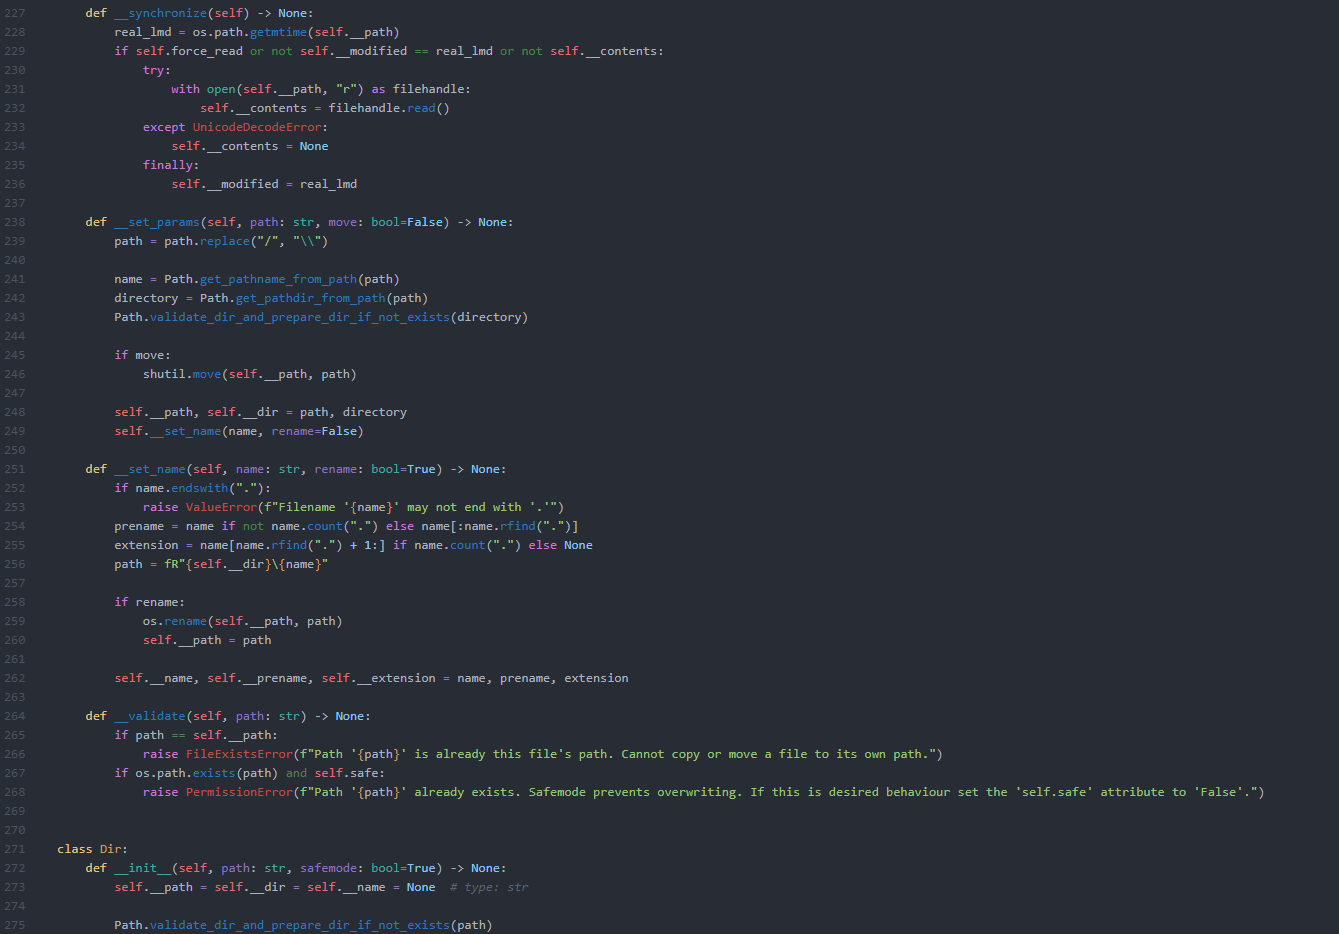 227 def __synchronize(self) -> None:
228 real_lmd = os.path.getmtime(self.__path)
229 if self.force_read or not self.__modified == real_lmd or not self.__contents:
230 try:
231 with open(self.__path, "r") as filehandle:
232 self.__contents = filehandle.read()
233 except UnicodeDecodeError:
234 self.__contents = None
235 finally:
236 self.__modified = real_lmd
237
238 def __set_params(self, path: str, move: bool=False) -> None:
239 path = path.replace("/", "\\")
240
241 name = Path.get_pathname_from_path(path)
242 directory = Path.get_pathdir_from_path(path)
243 Path.validate_dir_and_prepare_dir_if_not_exists(directory)
244
245 if move:
246 shutil.move(self.__path, path)
247
248 self.__path, self.__dir = path, directory
249 self.__set_name(name, rename=False)
250
251 def __set_name(self, name: str, rename: bool=True) -> None:
252 if name.endswith("."):
253 raise ValueError(f"Filename '{name}' may not end with '.'")
254 prename = name if not name.count(".") else name[:name.rfind(".")]
255 extension = name[name.rfind(".") + 1:] if name.count(".") else None
256 path = fR"{self.__dir}\{name}"
257
258 if rename:
259 os.rename(self.__path, path)
260 self.__path = path
261
262 self.__name, self.__prename, self.__extension = name, prename, extension
263
264 def __validate(self, path: str) -> None:
265 if path == self.__path:
266 raise FileExistsError(f"Path '{path}' is already this file's path. Cannot copy or move a file to its own path.")
267 if os.path.exists(path) and self.safe:
268 raise PermissionError(f"Path '{path}' already exists. Safemode prevents overwriting. If this is desired behaviour set the 'self.safe' attribute to 'False'.")
269
270
271 class Dir:
272 def __init__(self, path: str, safemode: bool=True) -> None:
273 self.__path = self.__dir = self.__name = None # type: str
274
275 Path.validate_dir_and_prepare_dir_if_not_exists(path)